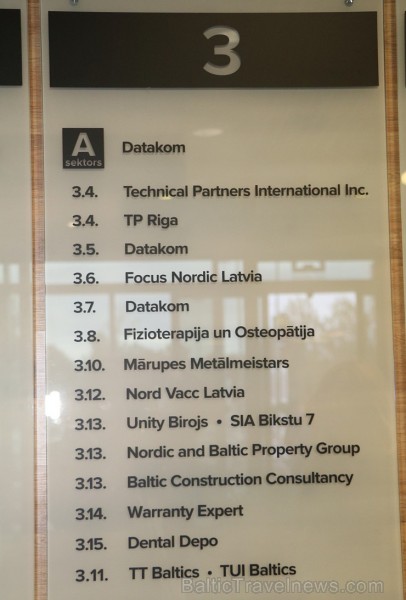 3
A sektors Datakom
3.4. Technical Partners International Inc.
3.4. TP Riga
3.5. Datakom
3.6. Focus Nordic Latvia
3.7. Datakom
3.8. Fizioterapija un Osteopātija
3.10. Mārupes Metālmeistars
3.12. Nord Vacc Latvia
3.13. Unity Birojs • SIA Bikstu 7
3.13. Nordic and Baltic Property Group
3.13. Baltic Construction Consultancy
3.14. Warranty Expert
3.15. Dental Depo
3.11. TT Baltics • TUI Baltics
BalticTravelnews.com